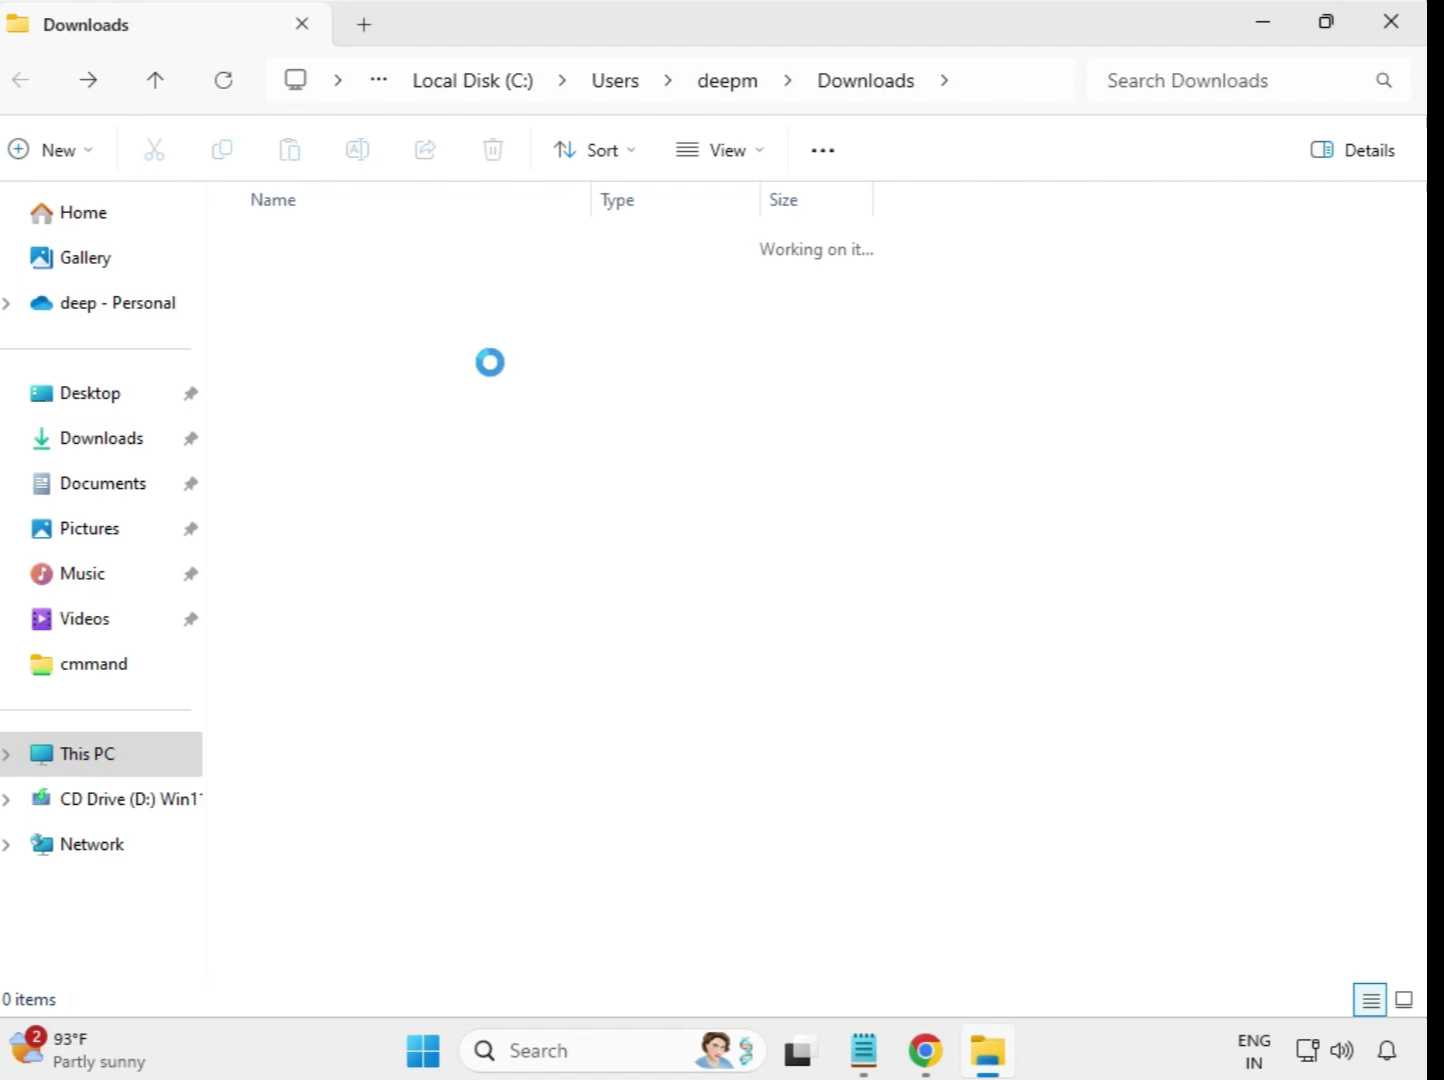 Downloads
Local Disk (C:) Users deepm Downloads Search Downloads
New Sort View Details
Name Type Size
Working on it...
Home
Gallery
deep - Personal
Desktop
Downloads
Documents
Pictures
Music
Videos
cmmand
This PC
CD Drive (D:) Win1
Network
0 items
2 93°F
Partly sunny
Search
ENG
IN